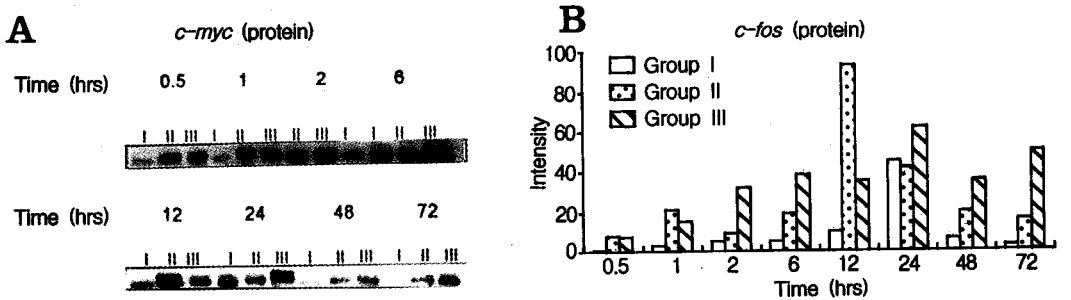 A
c-myc (protein)
Time (hrs) 0.5 1 2 6
I II III I II III II III I I II III
Time (hrs) 12 24 48 72
I II III I II III I II III I II III
B
c-fos (protein)
100
80
60
40
20
0
Intensity
Group I
Group II
Group III
0.5 1 2 6 12 24 48 72
Time (hrs)